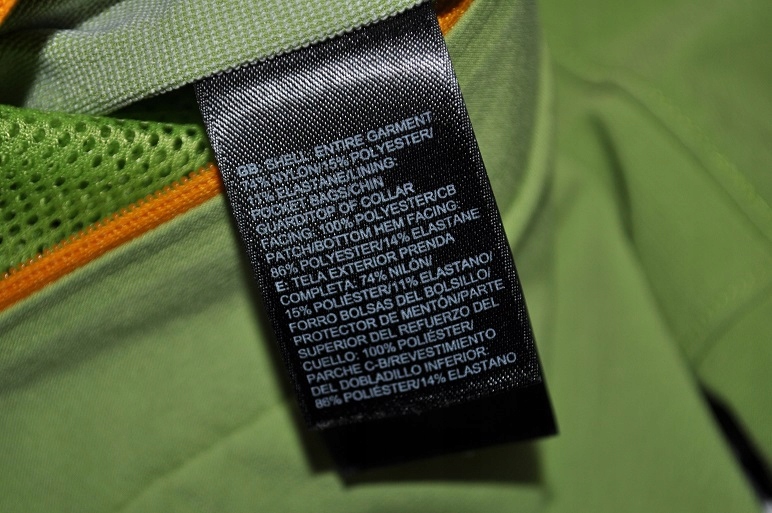 GB: SHELL, ENTIRE GARMENT
74% NYLON/15% POLYESTER/
11% ELASTANE/LINING:
POCKET BAGS/CHIN
GUARD/TOP OF COLLAR
FACING: 100% POLYESTER/CB
PATCH/BOTTOM HEM FACING:
86% POLYESTER/14% ELASTANE
E: TELA EXTERIOR PRENDA
COMPLETA: 74% NILÓN/
15% POLIÉSTER/11% ELASTANO/
FORRO BOLSAS DEL BOLSILLO/
PROTECTOR DE MENTÓN/PARTE
SUPERIOR DEL REFUERZO DEL
CUELLO: 100% POLIÉSTER/
PARCHE C-B/REVESTIMIENTO
DEL DOBLADILLO INFERIOR:
86% POLIÉSTER/14% ELASTANO